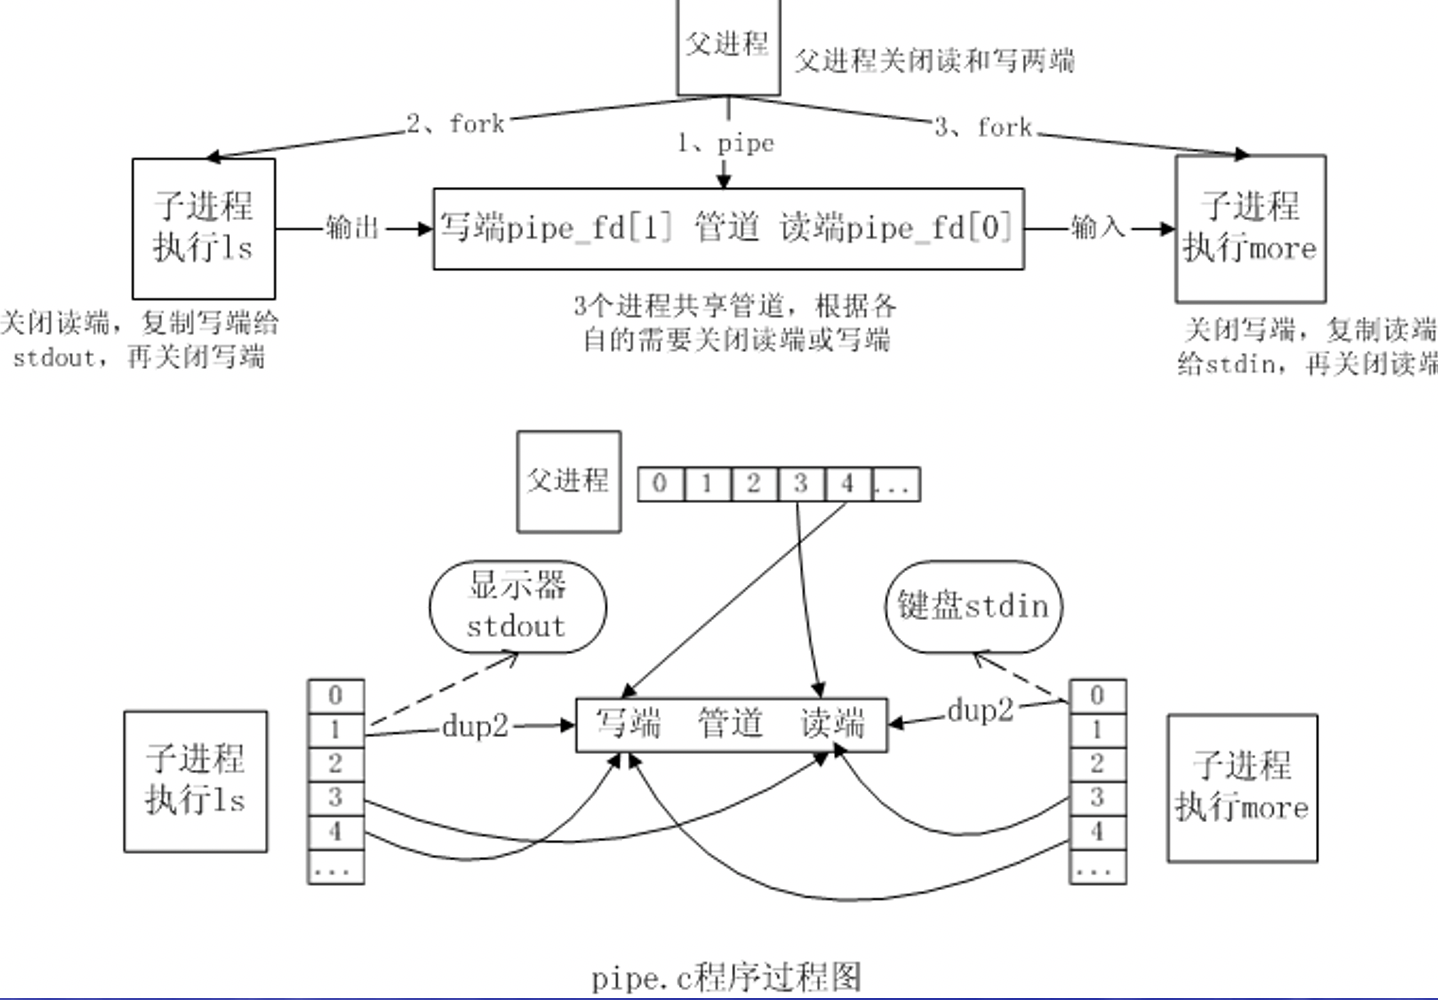 父进程
父进程关闭读和写两端
2、fork
1、pipe
3、fork
子进程
执行ls
输出
写端pipe_fd[1] 管道 读端pipe_fd[0]
输入
子进程
执行more
关闭读端，复制写端给
stdout，再关闭写端
3个进程共享管道，根据各
自的需要关闭读端或写端
关闭写端，复制读端
给stdin，再关闭读端
父进程
0 1 2 3 4 ...
显示器
stdout
键盘stdin
子进程
执行ls
0
1
2
3
4
...
dup2
写端 管道 读端
dup2
0
1
2
3
4
...
子进程
执行more
pipe.c程序过程图